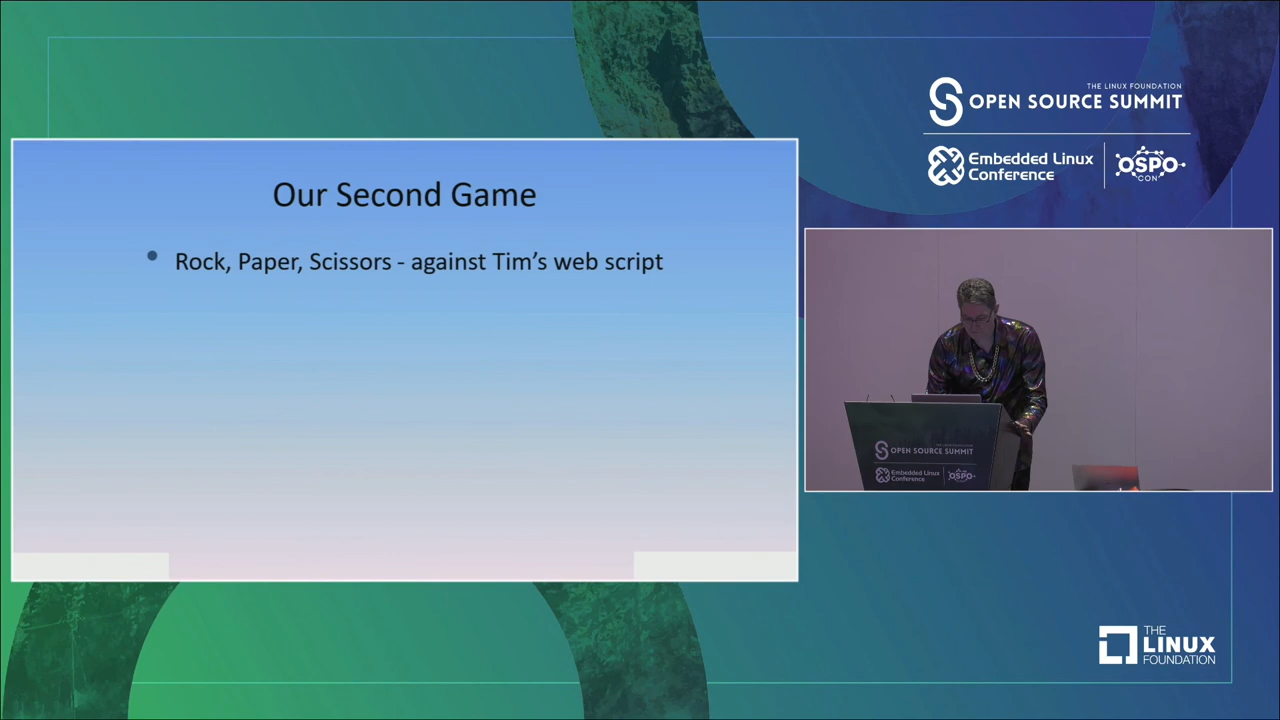 THE LINUX FOUNDATION
OPEN SOURCE SUMMIT
Embedded Linux
Conference
OSPO
CON
Our Second Game
• Rock, Paper, Scissors - against Tim’s web script
OPEN SOURCE SUMMIT
Embedded Linux
Conference
OSPO
THE
LINUX
FOUNDATION